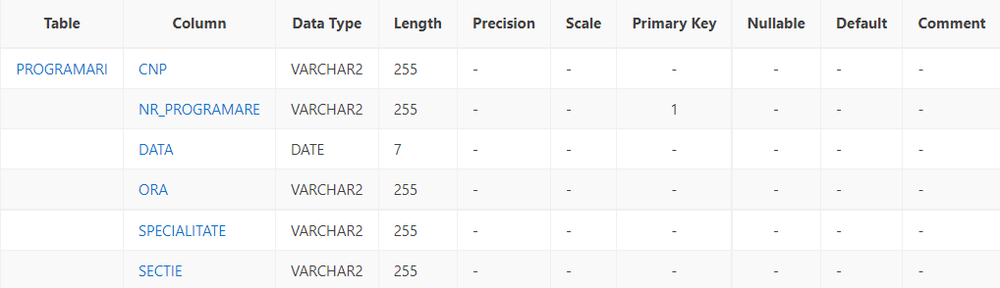 Table Column Data Type Length Precision Scale Primary Key Nullable Default Comment
PROGRAMARI CNP VARCHAR2 255 - - - - - -
NR_PROGRAMARE VARCHAR2 255 - - 1 - - -
DATA DATE 7 - - - - - -
ORA VARCHAR2 255 - - - - - -
SPECIALITATE VARCHAR2 255 - - - - - -
SECTIE VARCHAR2 255 - - - - - -